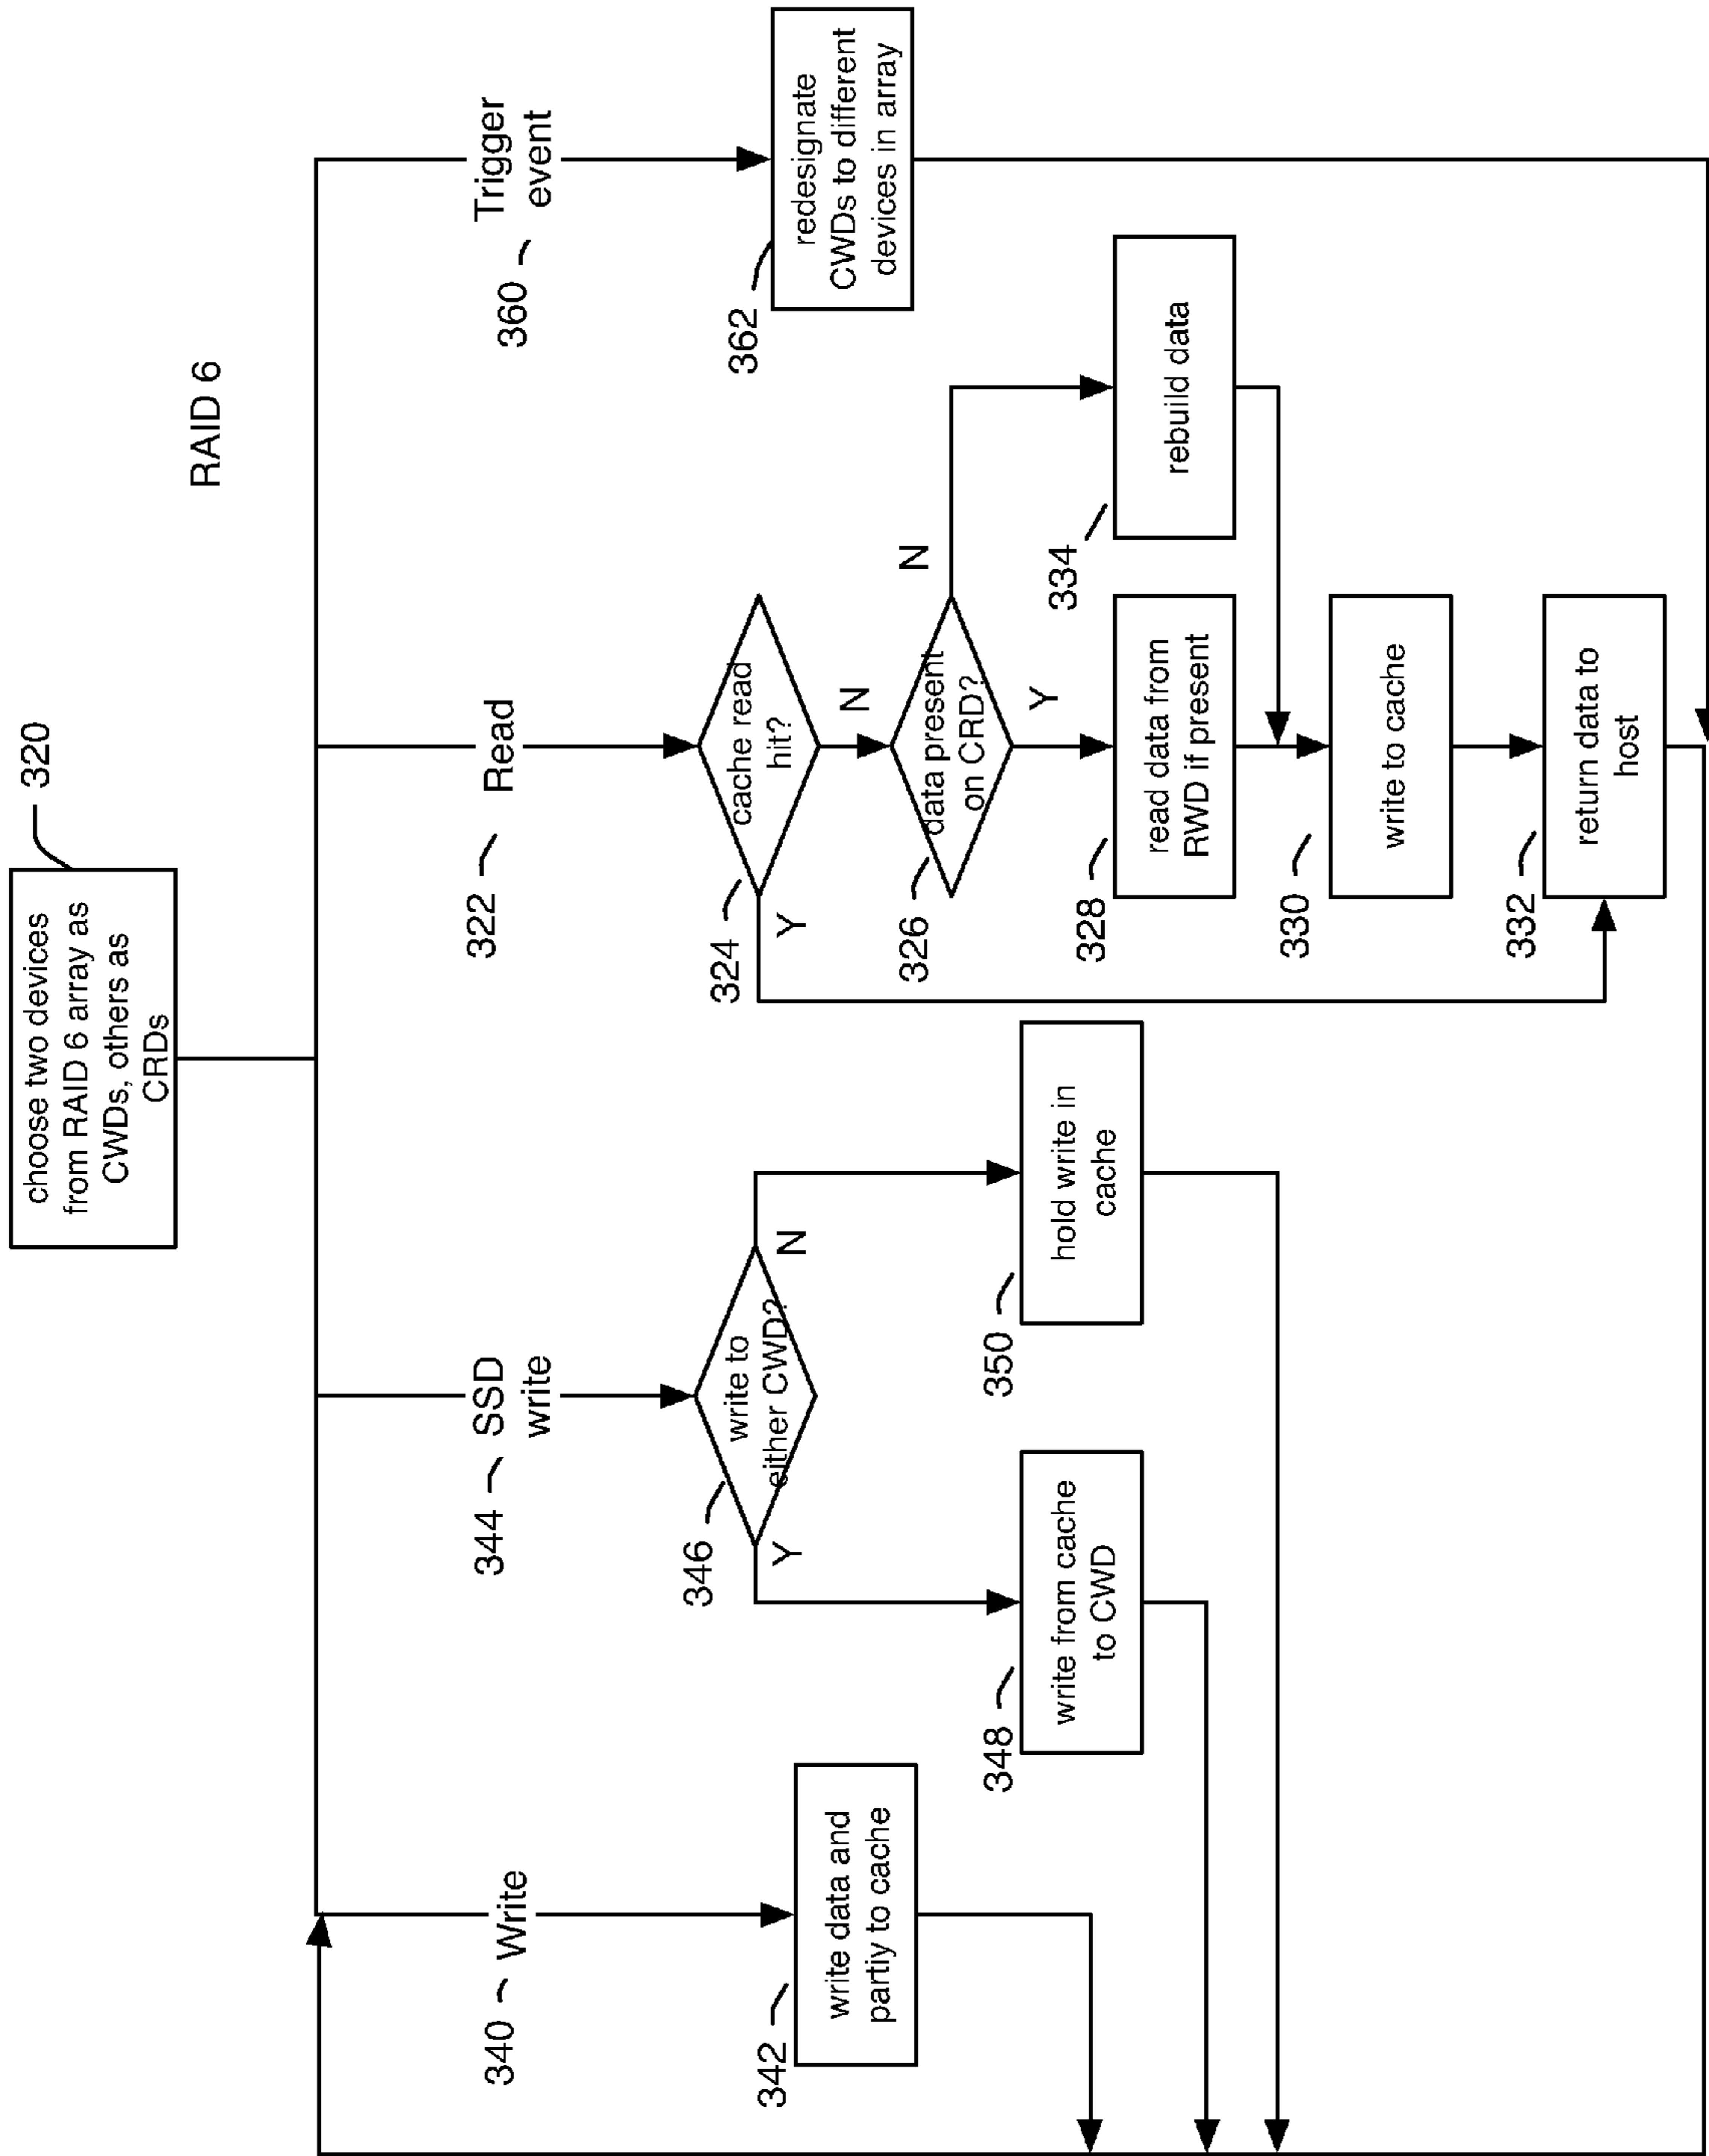 choose two devices
from RAID 6 array as
CWDs, others as
CRDs
320
RAID 6
340
Write
344
SSD
write
322
Read
360
Trigger
event
342
write data and
partiy to cache
346
write to
either CWD?
Y
N
348
write from cache
to CWD
350
hold write in
cache
324
cache read
hit?
Y
N
326
data present
on CRD?
Y
N
328
read data from
RWD if present
334
rebuild data
330
write to cache
332
return data to
host
362
redesignate
CWDs to different
devices in array